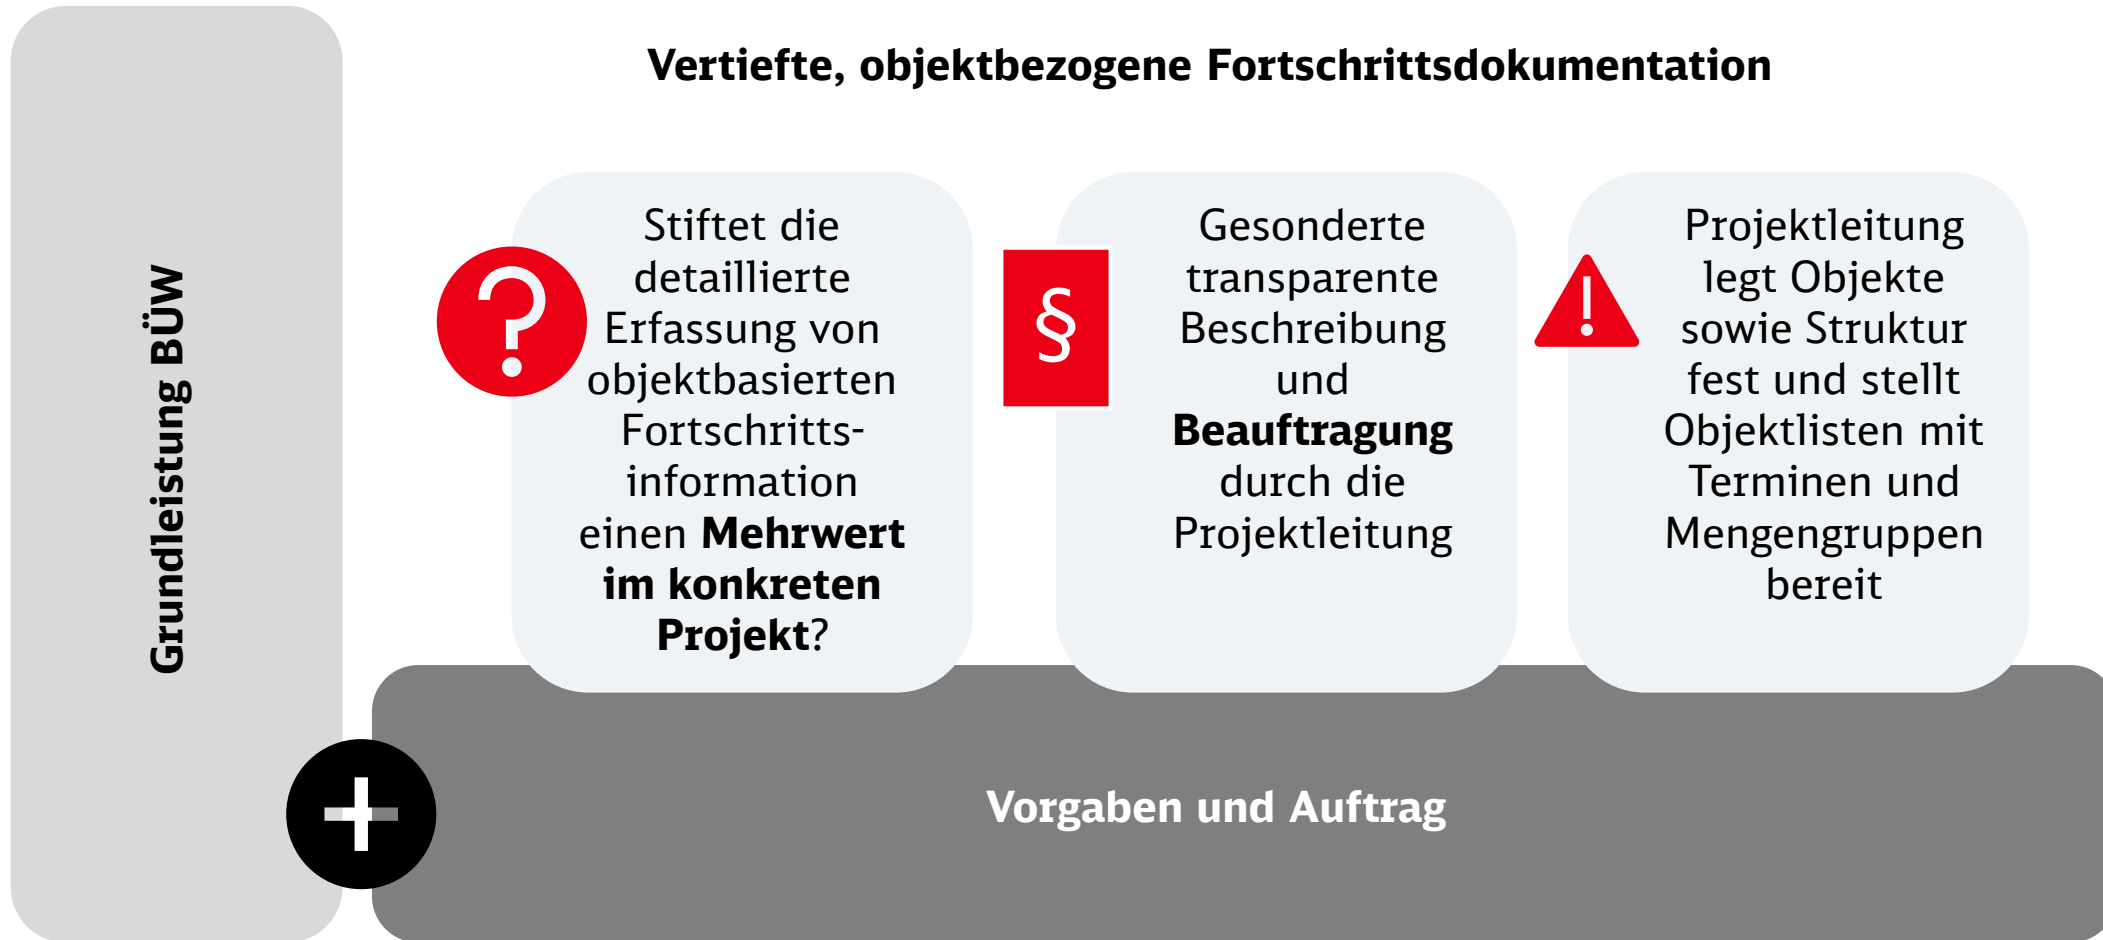 Grundleistung BÜW
Vertiefte, objektbezogene Fortschrittsdokumentation
?
Stiftet die
detaillierte
Erfassung von
objektbasierten
Fortschritts-
information
einen Mehrwert
im konkreten
Projekt?
§
Gesonderte
transparente
Beschreibung
und
Beauftragung
durch die
Projektleitung
!
Projektleitung
legt Objekte
sowie Struktur
fest und stellt
Objektlisten mit
Terminen und
Mengengruppen
bereit
+
Vorgaben und Auftrag